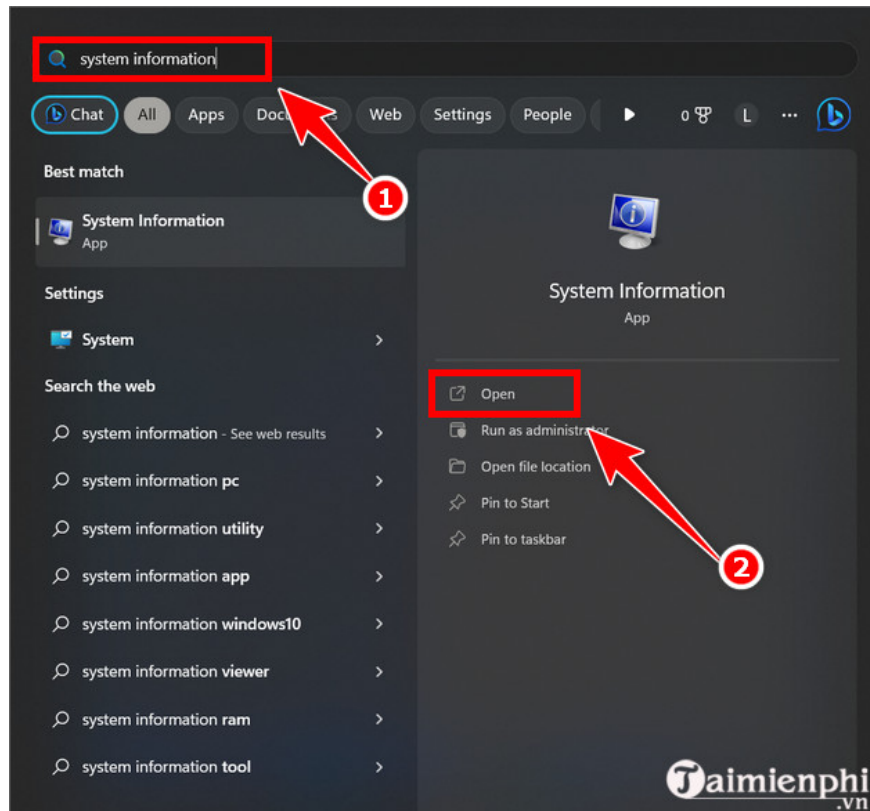 system information
Chat All Apps Web Settings People 0 L ...
Best match
System Information
App
Settings
System
Search the web
system information - See web results
system information pc
system information utility
system information app
system information windows10
system information viewer
system information ram
system information tool
System Information
App
Open
Run as administrator
Open file location
Pin to Start
Pin to taskbar
1
2
Taimienphi
.vn